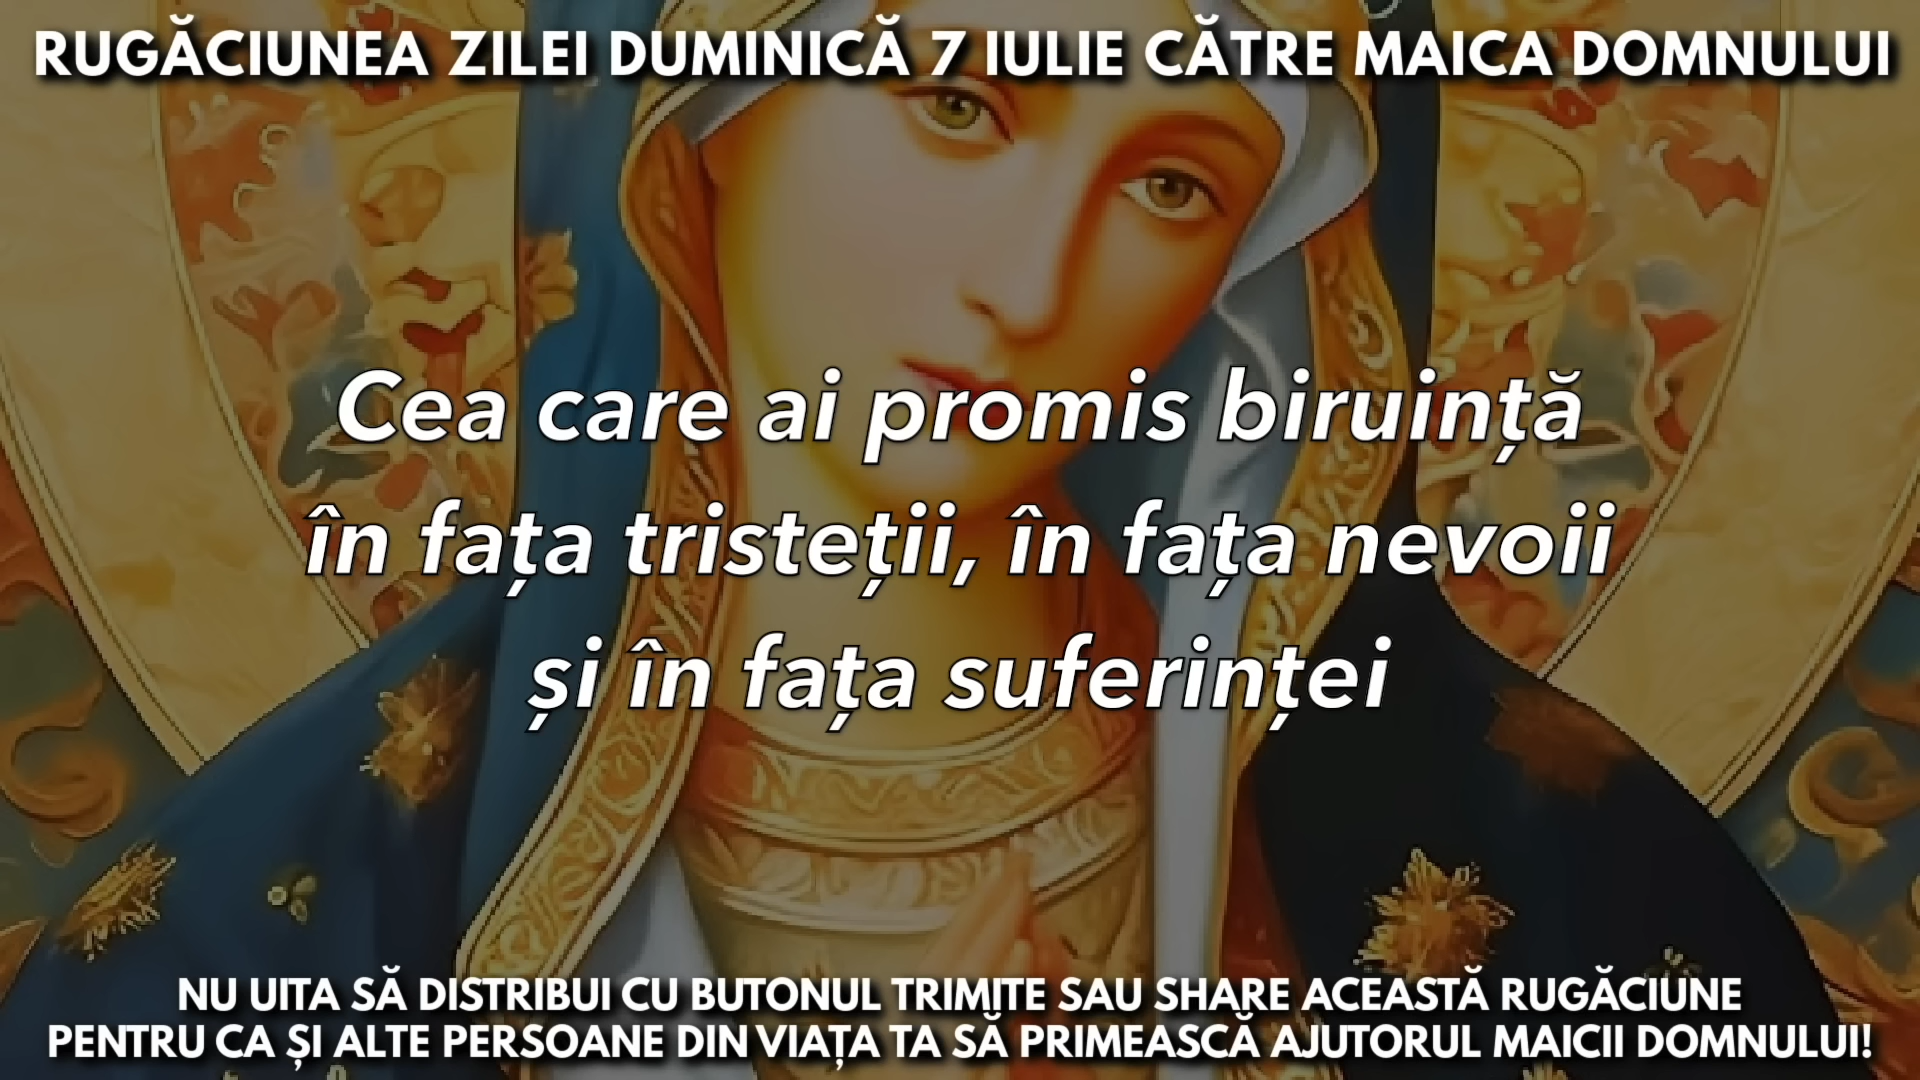 RUGĂCIUNEA ZILEI DUMINICĂ 7 IULIE CĂTRE MAICA DOMNULUI
Cea care ai promis biruință
în fața tristeții, în fața nevoii
și în fața suferinței
NU UITA SĂ DISTRIBUI CU BUTONUL TRIMITE SAU SHARE ACEASTĂ RUGĂCIUNE
PENTRU CA ȘI ALTE PERSOANE DIN VIAȚA TA SĂ PRIMEASCĂ AJUTORUL MAICII DOMNULUI!